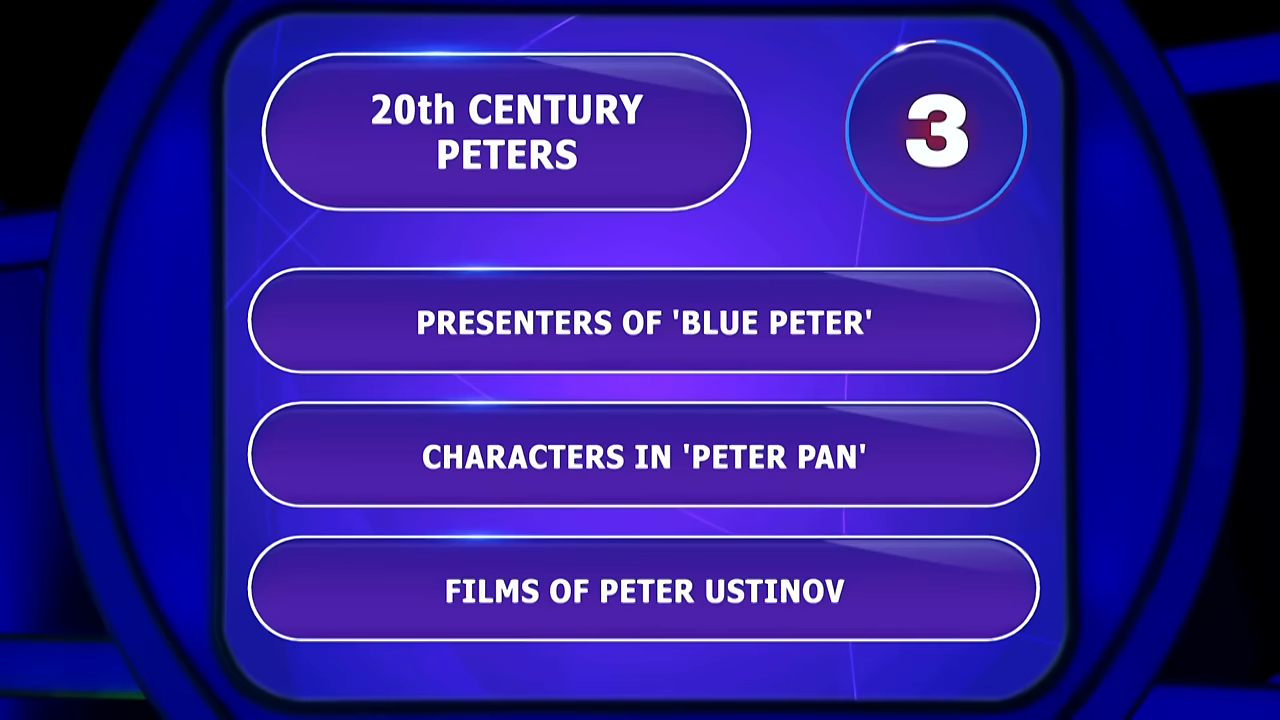 20th CENTURY
PETERS
3
PRESENTERS OF 'BLUE PETER'
CHARACTERS IN 'PETER PAN'
FILMS OF PETER USTINOV